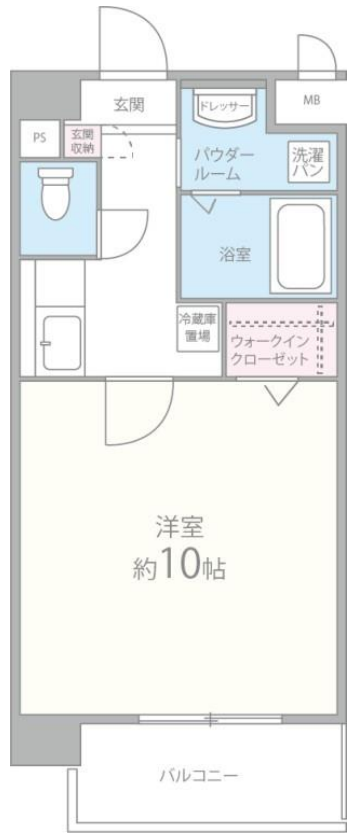 玄関
ドレッサー
MB
PS
玄関
収納
パウダー
ルーム
洗濯
パン
浴室
冷蔵庫
置場
ウォークイン
クローゼット
洋室
約10帖
バルコニー